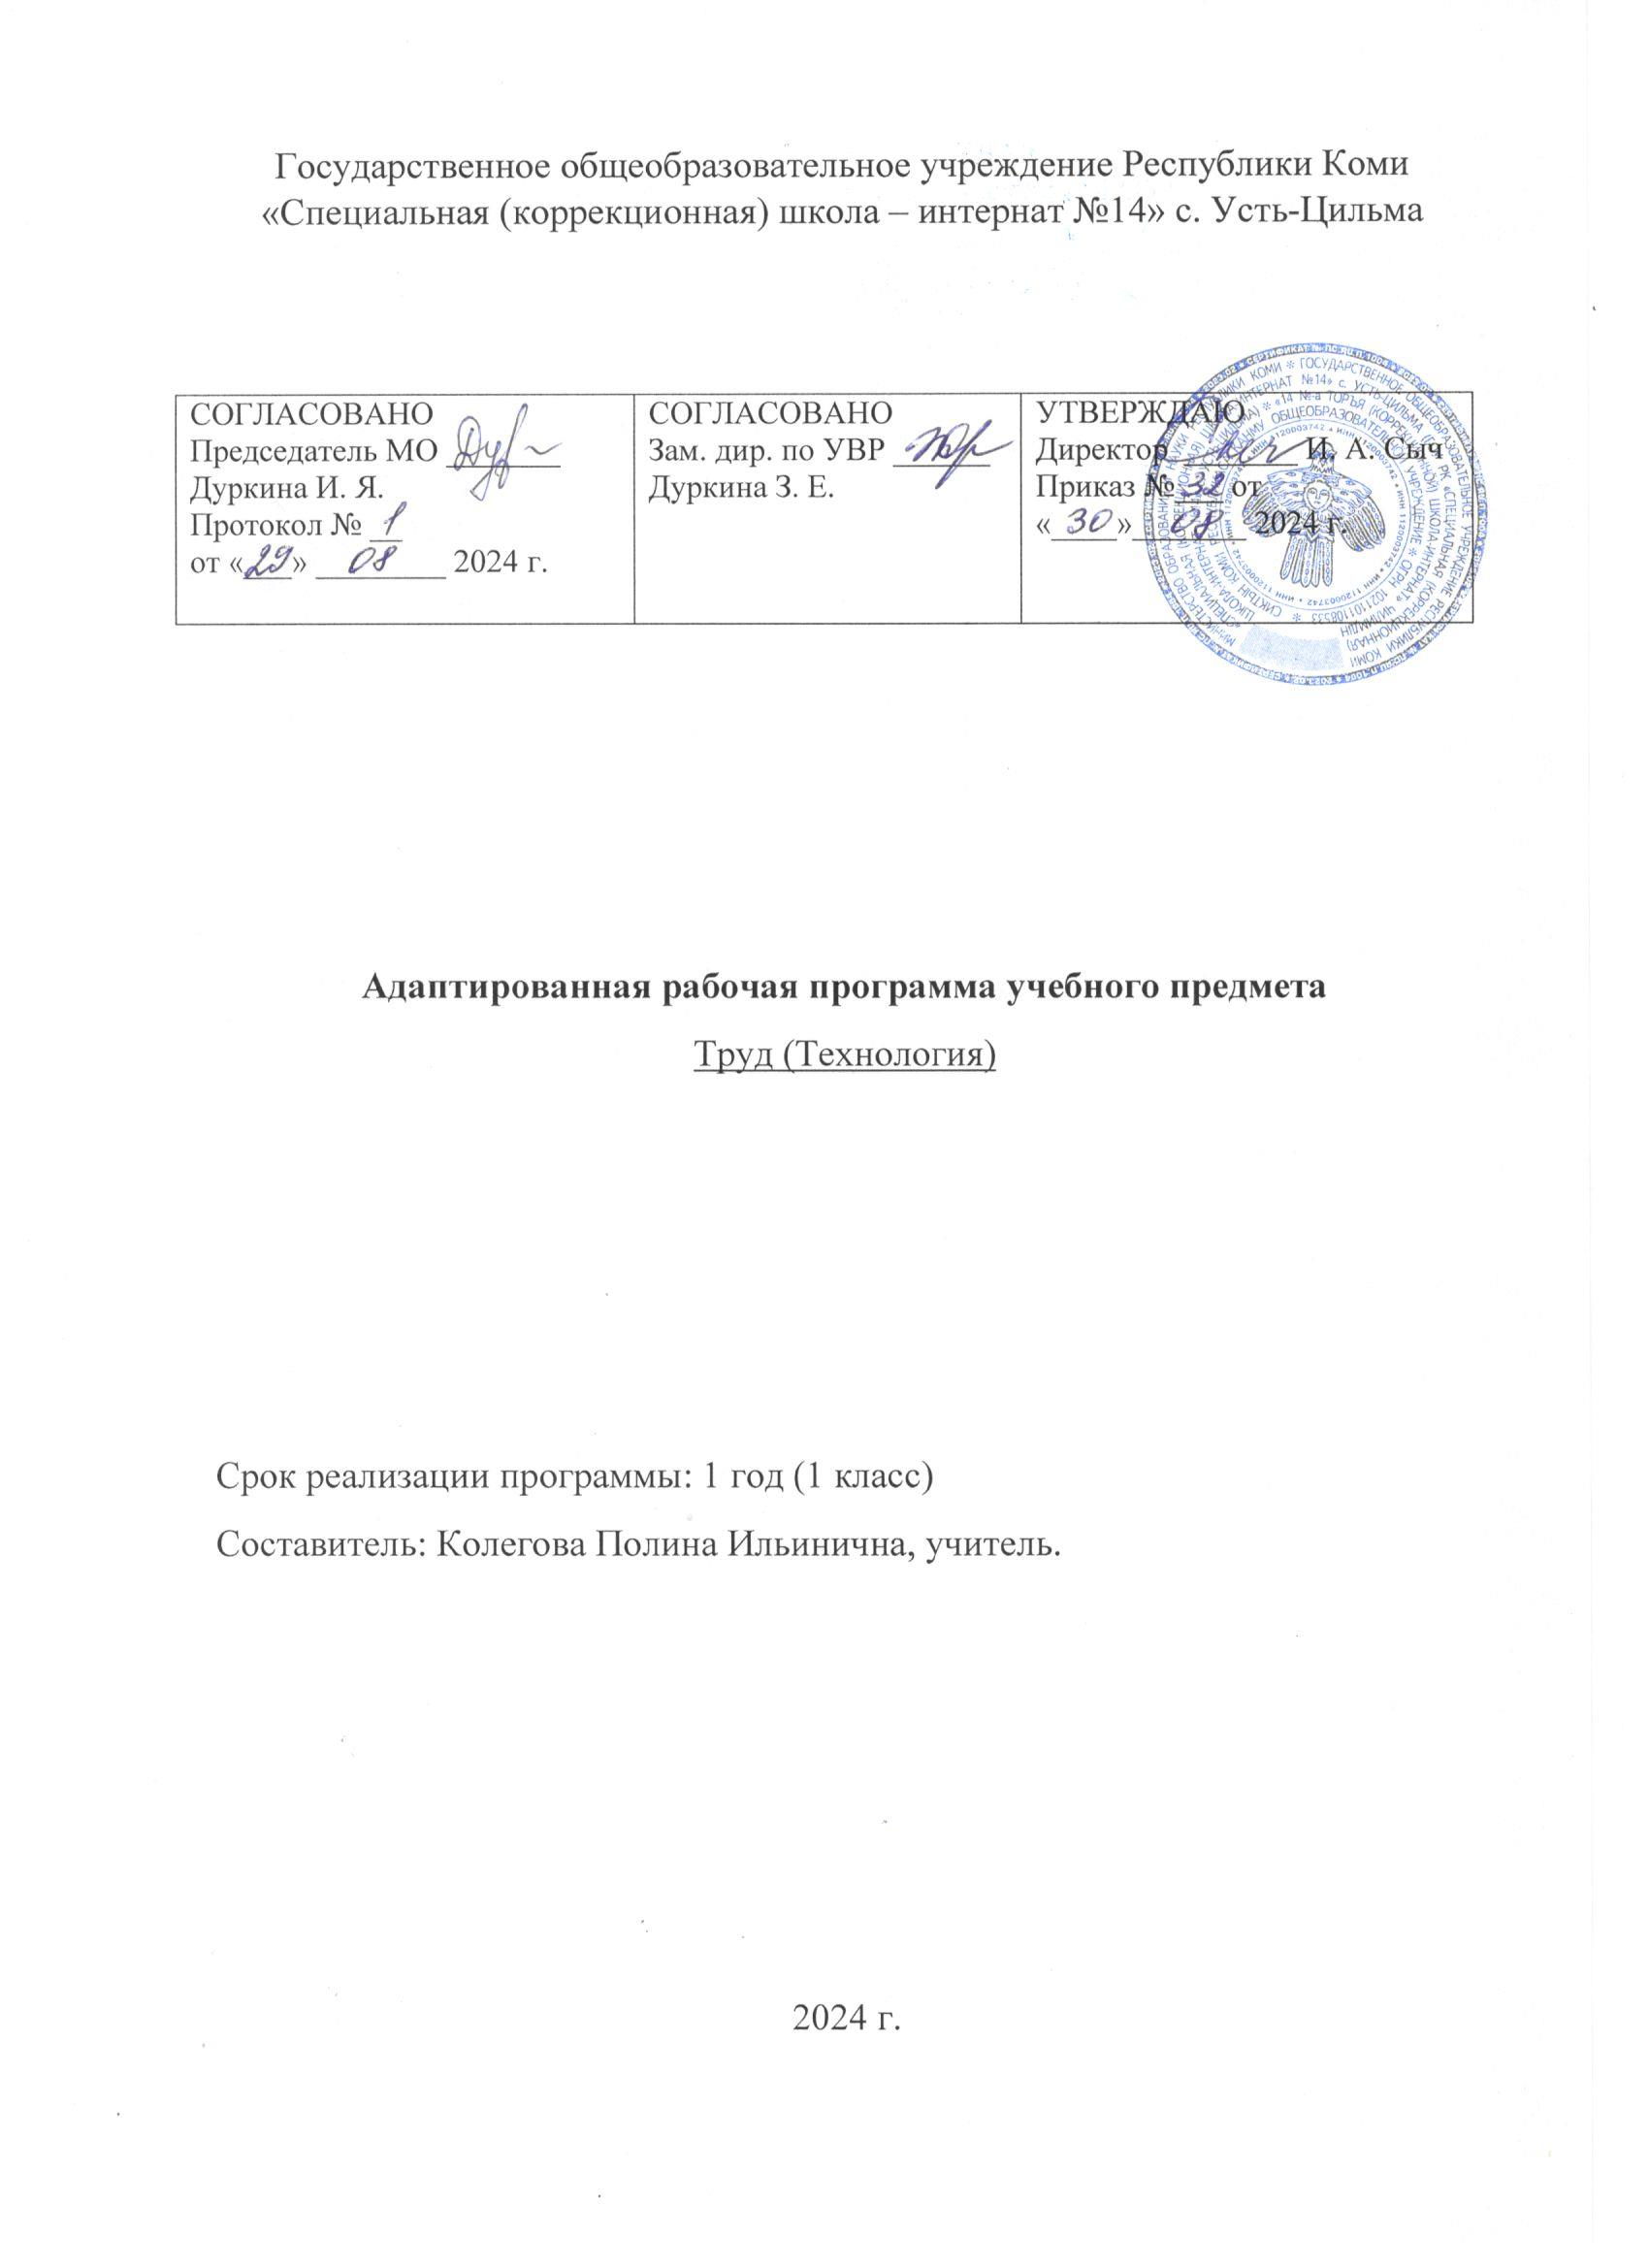 Государственное общеобразовательное учреждение Республики Коми
«Специальная (коррекционная) школа – интернат №14» с. Усть-Цильма
СОГЛАСОВАНО
Председатель МО
Дуркина И. Я.
Протокол № 1
от «29» 08 2024 г.
СОГЛАСОВАНО
Зам. дир. по УВР
Дуркина З. Е.
УТВЕРЖДАЮ
Директор И. А. Сыч
Приказ № 32 от
«30» 08 2024 г.
Адаптированная рабочая программа учебного предмета
Труд (Технология)
Срок реализации программы: 1 год (1 класс)
Составитель: Колегова Полина Ильинична, учитель.
2024 г.